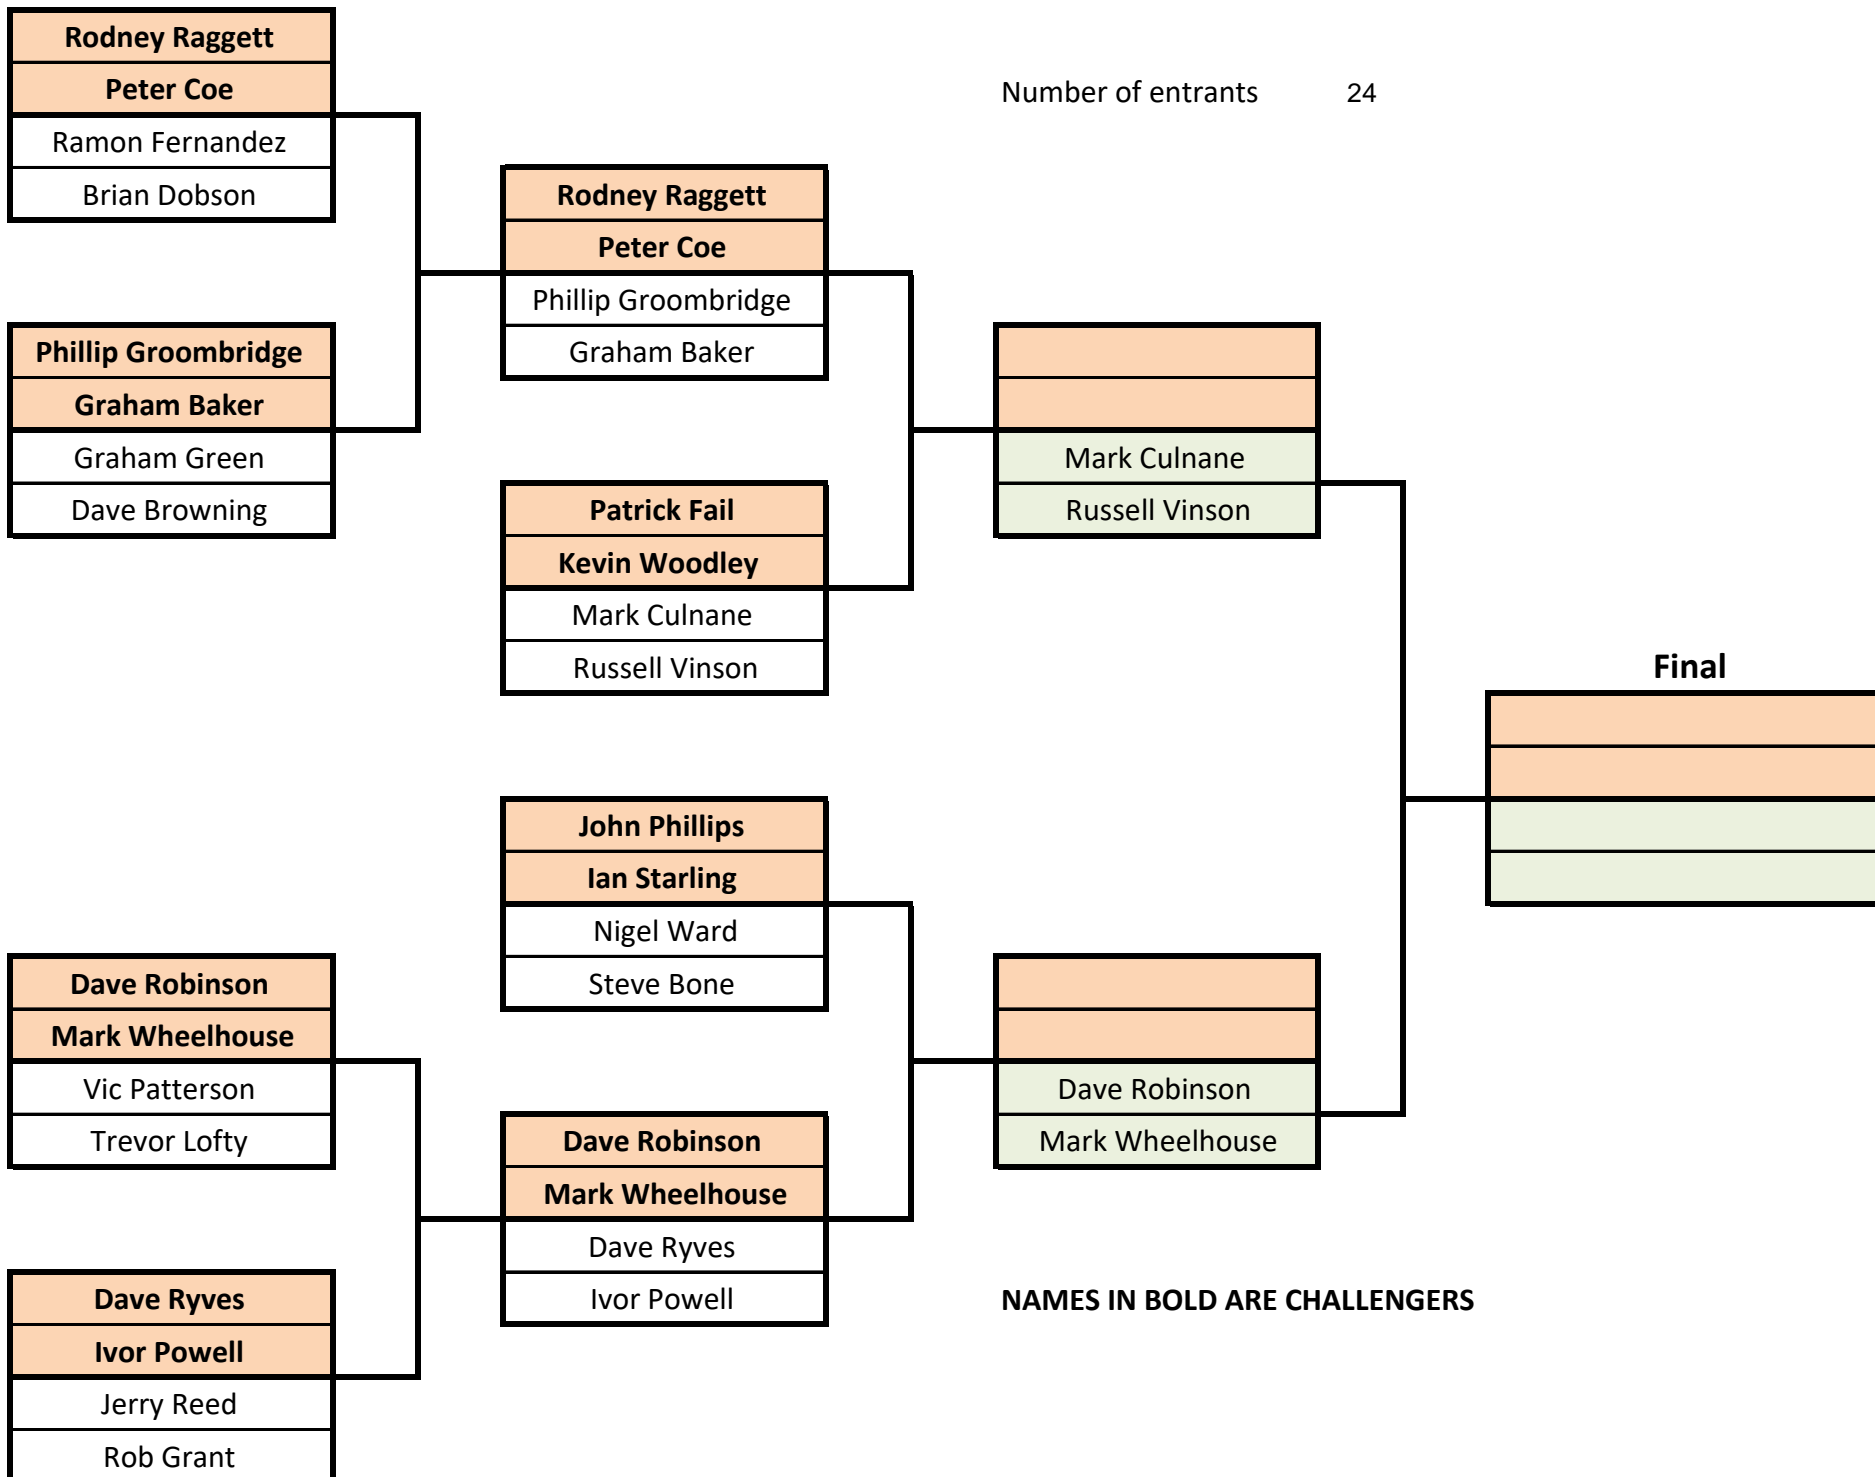 Rodney Raggett
Peter Coe
Ramon Fernandez
Brian Dobson
Number of entrants 24
Rodney Raggett
Peter Coe
Phillip Groombridge
Graham Baker
Phillip Groombridge
Graham Baker
Graham Green
Dave Browning
Mark Culnane
Russell Vinson
Patrick Fail
Kevin Woodley
Mark Culnane
Russell Vinson
Final
John Phillips
Ian Starling
Nigel Ward
Steve Bone
Dave Robinson
Mark Wheelhouse
Vic Patterson
Trevor Lofty
Dave Robinson
Mark Wheelhouse
Dave Robinson
Mark Wheelhouse
Dave Ryves
Ivor Powell
NAMES IN BOLD ARE CHALLENGERS
Dave Ryves
Ivor Powell
Jerry Reed
Rob Grant